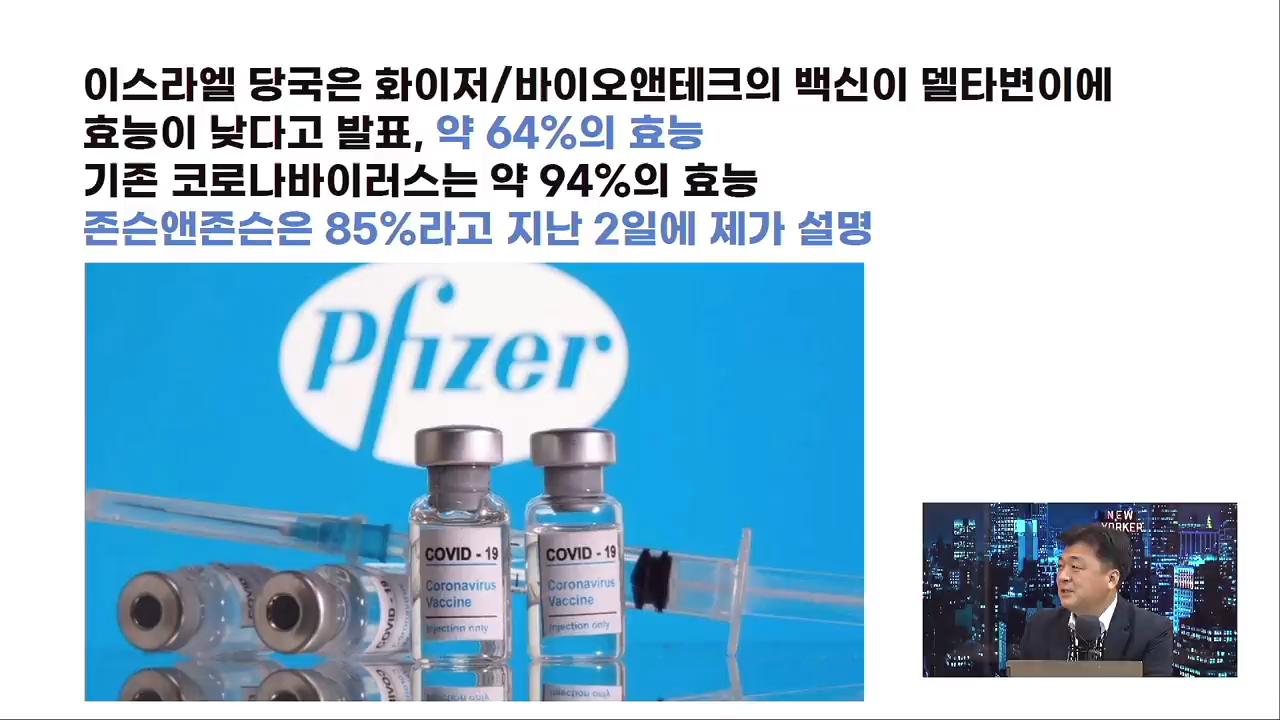 이스라엘 당국은 화이저/바이오앤테크의 백신이 델타변이에
효능이 낮다고 발표, 약 64%의 효능
기존 코로나바이러스는 약 94%의 효능
존슨앤존슨은 85%라고 지난 2일에 제가 설명
Pfizer
COVID - 19
Coronavirus
Vaccine
Injection only
COVID - 19
Coronavirus
Vaccine
Injection only
COVID-19
NEW
YORKER